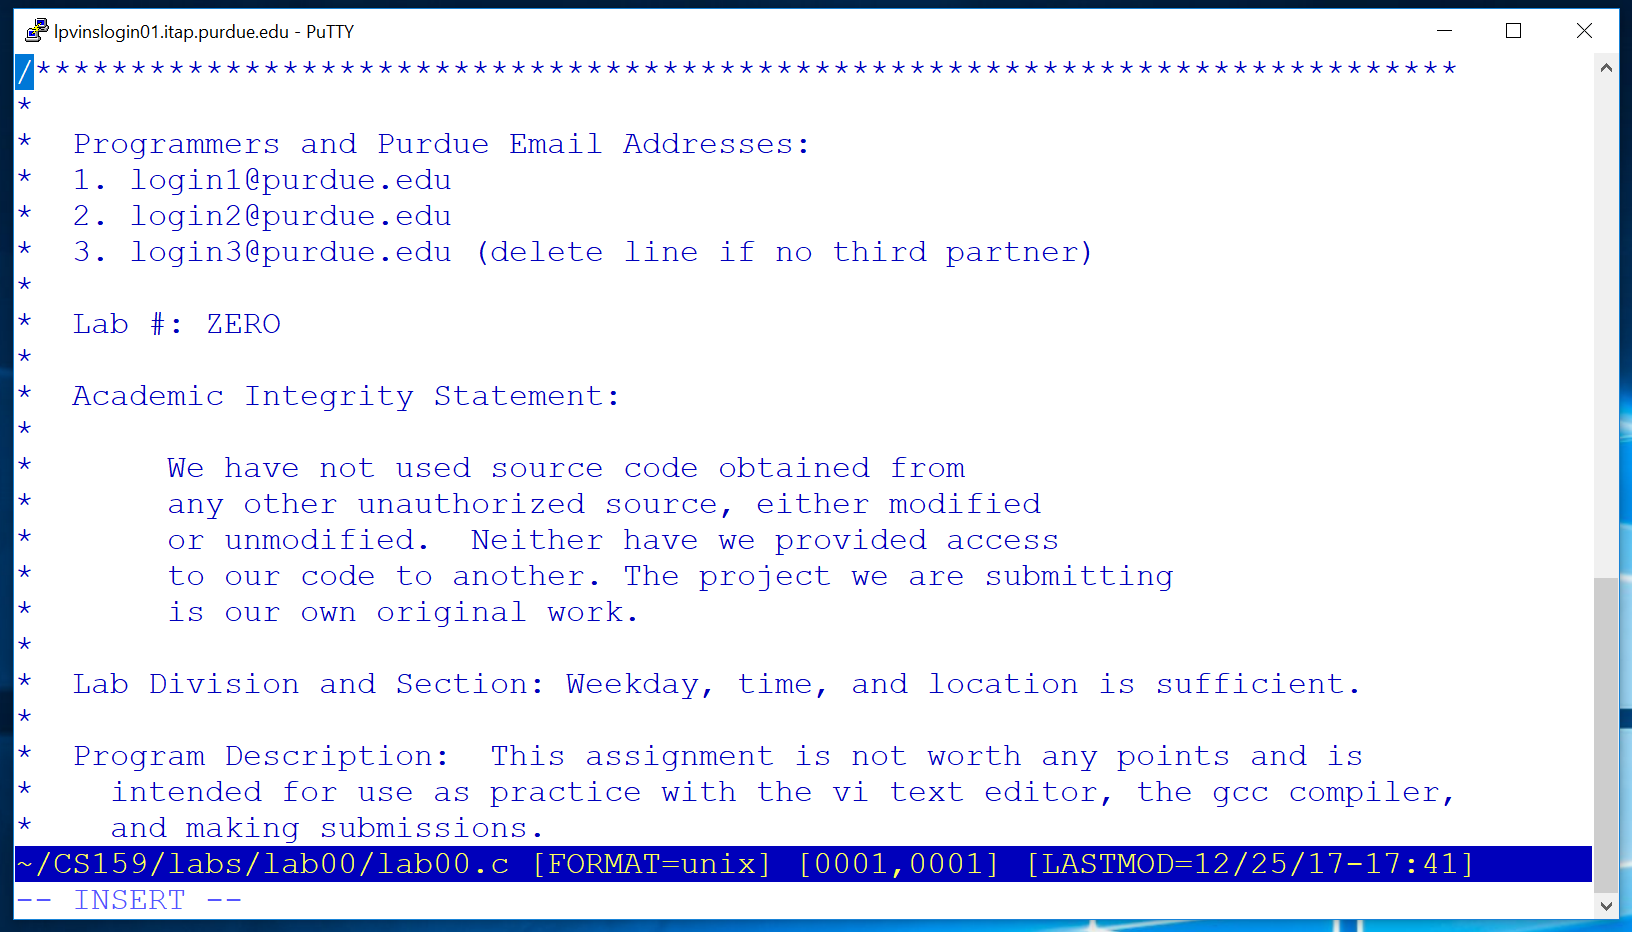 lpvinslogin01.itap.purdue.edu - PuTTY
/***************************************************************************
*
*  Programmers and Purdue Email Addresses:
*  1. login1@purdue.edu
*  2. login2@purdue.edu
*  3. login3@purdue.edu (delete line if no third partner)
*
*  Lab #: ZERO
*
*  Academic Integrity Statement:
*
*       We have not used source code obtained from
*       any other unauthorized source, either modified
*       or unmodified.  Neither have we provided access
*       to our code to another. The project we are submitting
*       is our own original work.
*
*  Lab Division and Section: Weekday, time, and location is sufficient.
*
*  Program Description:  This assignment is not worth any points and is
*    intended for use as practice with the vi text editor, the gcc compiler,
*    and making submissions.
~/CS159/labs/lab00/lab00.c [FORMAT=unix] [0001,0001] [LASTMOD=12/25/17-17:41]
-- INSERT --